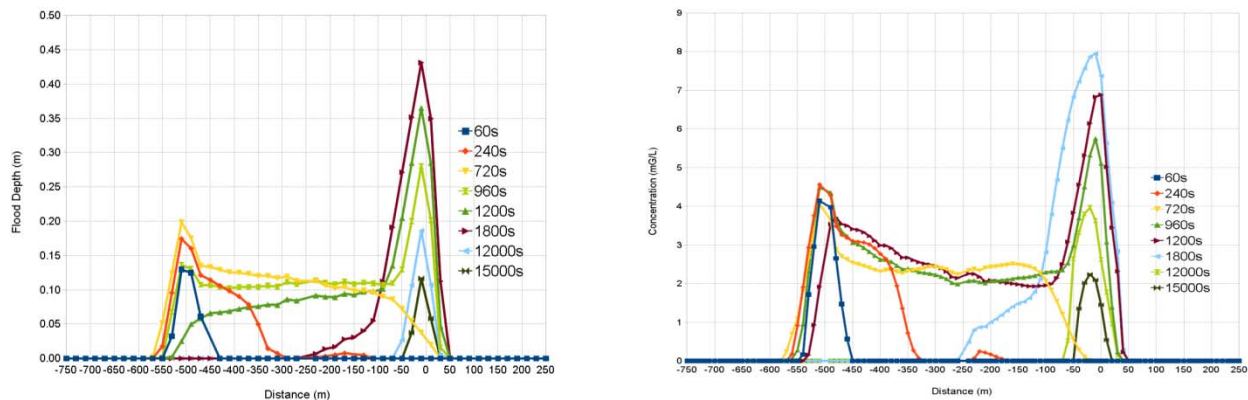 0.50
0.45
0.40
0.35
0.30
0.25
0.20
0.15
0.10
0.05
0.00
Flood Depth (m)
60s
240s
720s
960s
1200s
1800s
12000s
15000s
-750 -650 -550 -450 -350 -250 -150 -50 50 150 250
-700 -600 -500 -400 -300 -200 -100 0 100 200
Distance (m)
9
8
7
6
5
4
3
2
1
0
Concentration (mG/L)
60s
240s
720s
960s
1200s
1800s
12000s
15000s
-750 -650 -550 -450 -350 -250 -150 -50 50 150 250
-700 -600 -500 -400 -300 -200 -100 0 100 200
Distance (m)